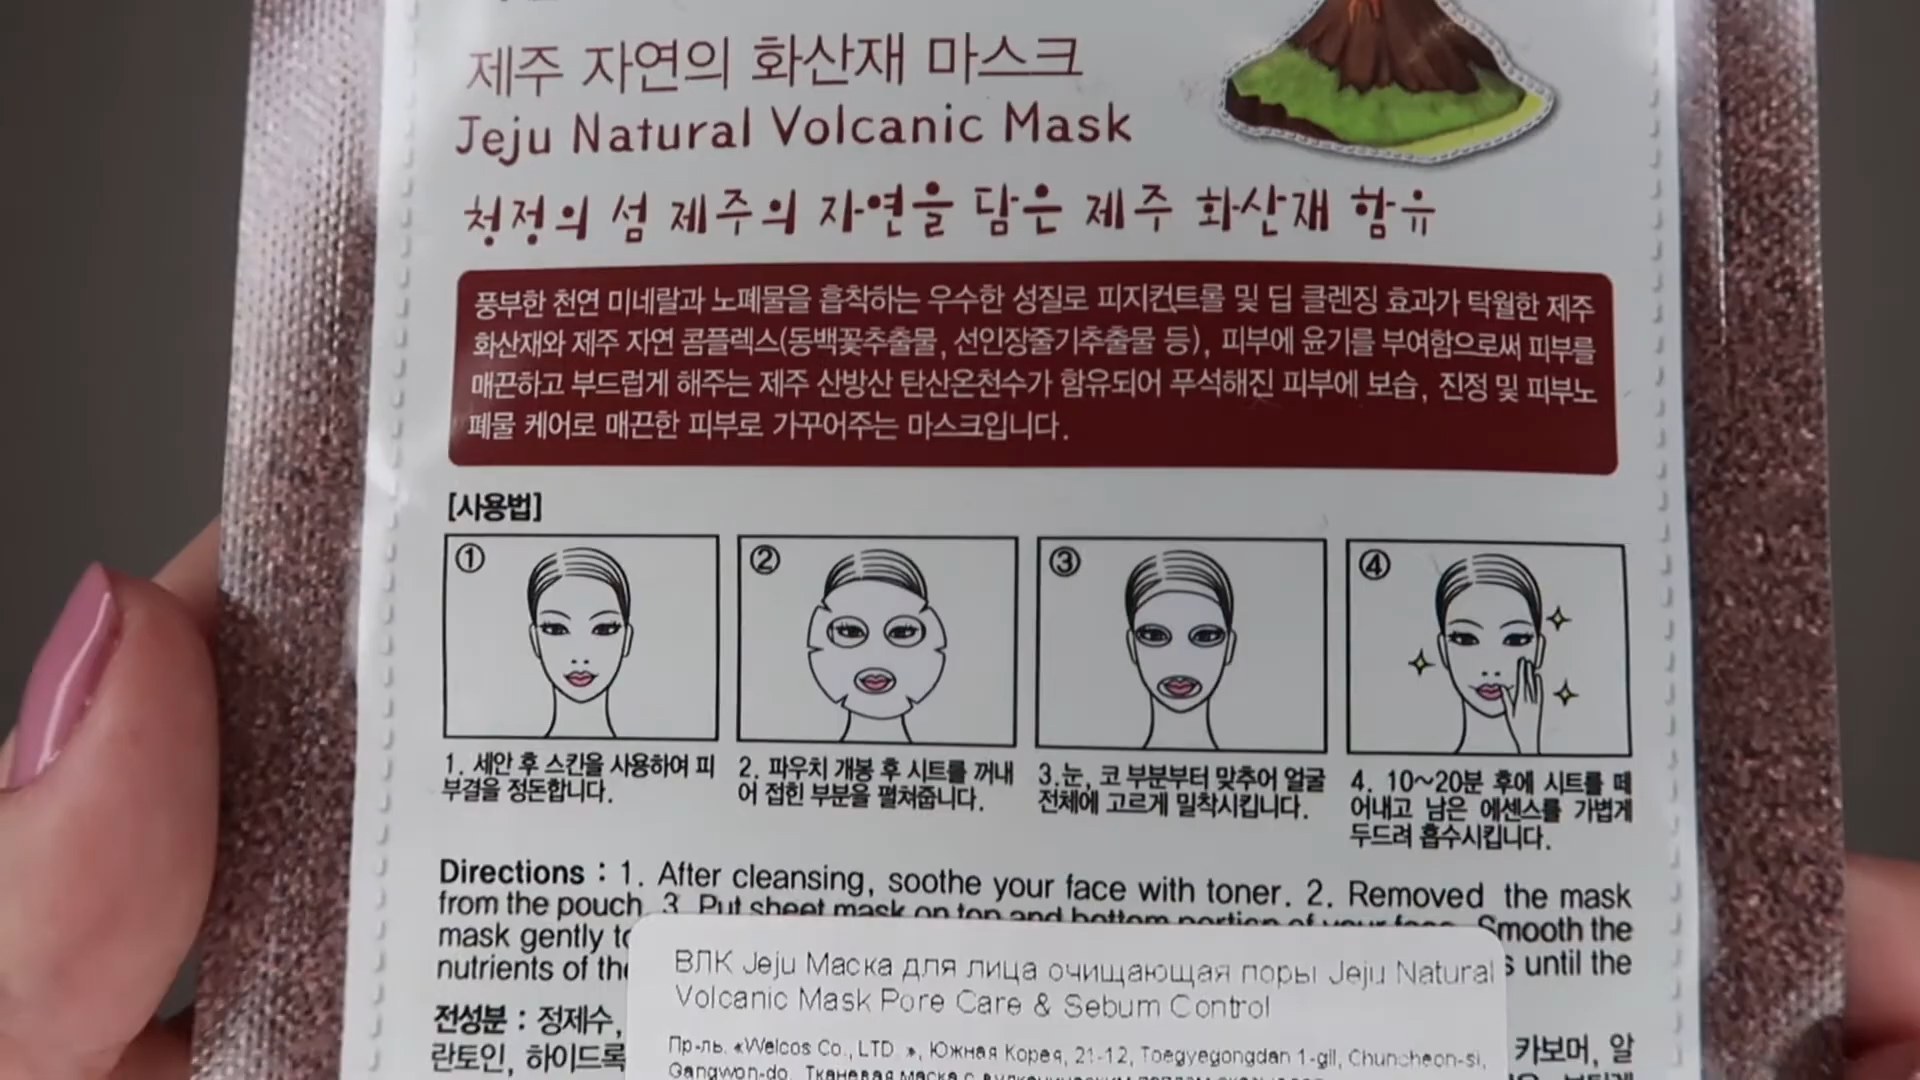 제주 자연의 화산재 마스크
Jeju Natural Volcanic Mask
청정의 섬 제주의 자연을 담은 제주 화산재 함유
풍부한 천연 미네랄과 노폐물을 흡착하는 우수한 성질로 피지컨트롤 및 딥 클렌징 효과가 탁월한 제주
화산재와 제주 자연 콤플렉스(동백꽃추출물, 선인장줄기추출물 등), 피부에 윤기를 부여함으로써 피부를
매끈하고 부드럽게 해주는 제주 산방산 탄산온천수가 함유되어 푸석해진 피부에 보습, 진정 및 피부노
폐물 케어로 매끈한 피부로 가꾸어주는 마스크입니다.
[사용법]
①
②
③
④
1. 세안 후 스킨을 사용하여 피
부결을 정돈합니다.
2. 파우치 개봉 후 시트를 꺼내
어 접힌 부분을 펼쳐줍니다.
3.눈, 코 부분부터 맞추어 얼굴
전체에 고르게 밀착시킵니다.
4. 10~20분 후에 시트를 떼
어내고 남은 에센스를 가볍게
두드려 흡수시킵니다.
Directions : 1. After cleansing, soothe your face with toner. 2. Removed the mask
from the pouch. 3. Put sheet mask on top and bottom portion of your face. Smooth the
mask gently
nutrients of the until the
ВЛК Jeju Маска для лица очищающая поры Jeju Natural
Volcanic Mask Pore Care & Sebum Control
Пр-ль: «Welcos Co., LTD. », Южная Корея, 21-12, Toegyegongdan 1-gil, Chuncheon-si,
Gangwon-do. Тканевая маска с вулканическим пеплом
전성분 : 정제수, 카보머, 알
란토인, 하이드록